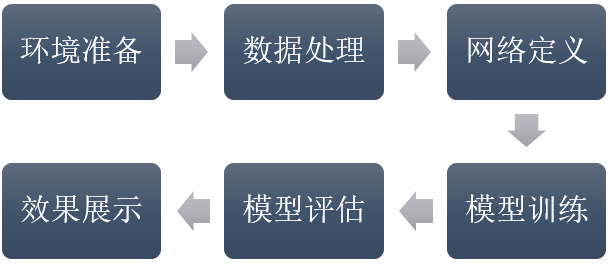 环境准备
数据处理
网络定义
模型训练
模型评估
效果展示